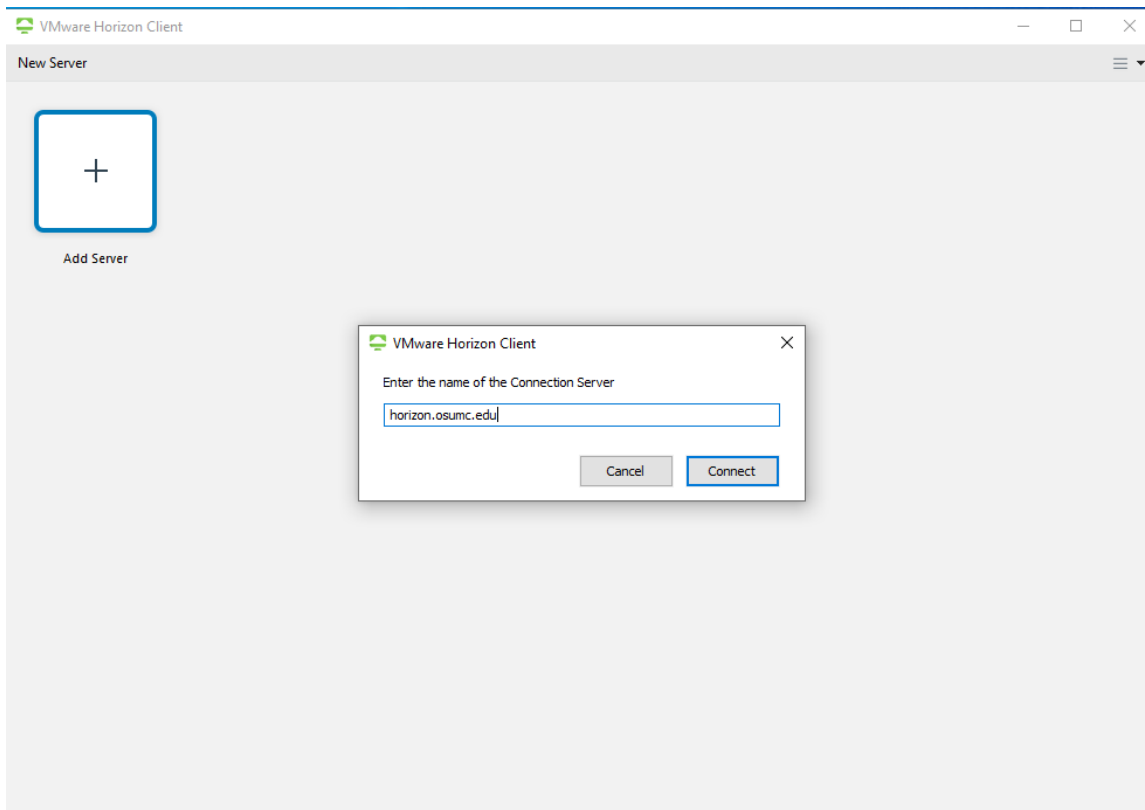 VMware Horizon Client
New Server
Add Server
VMware Horizon Client
Enter the name of the Connection Server
horizon.osumc.edu
Cancel Connect